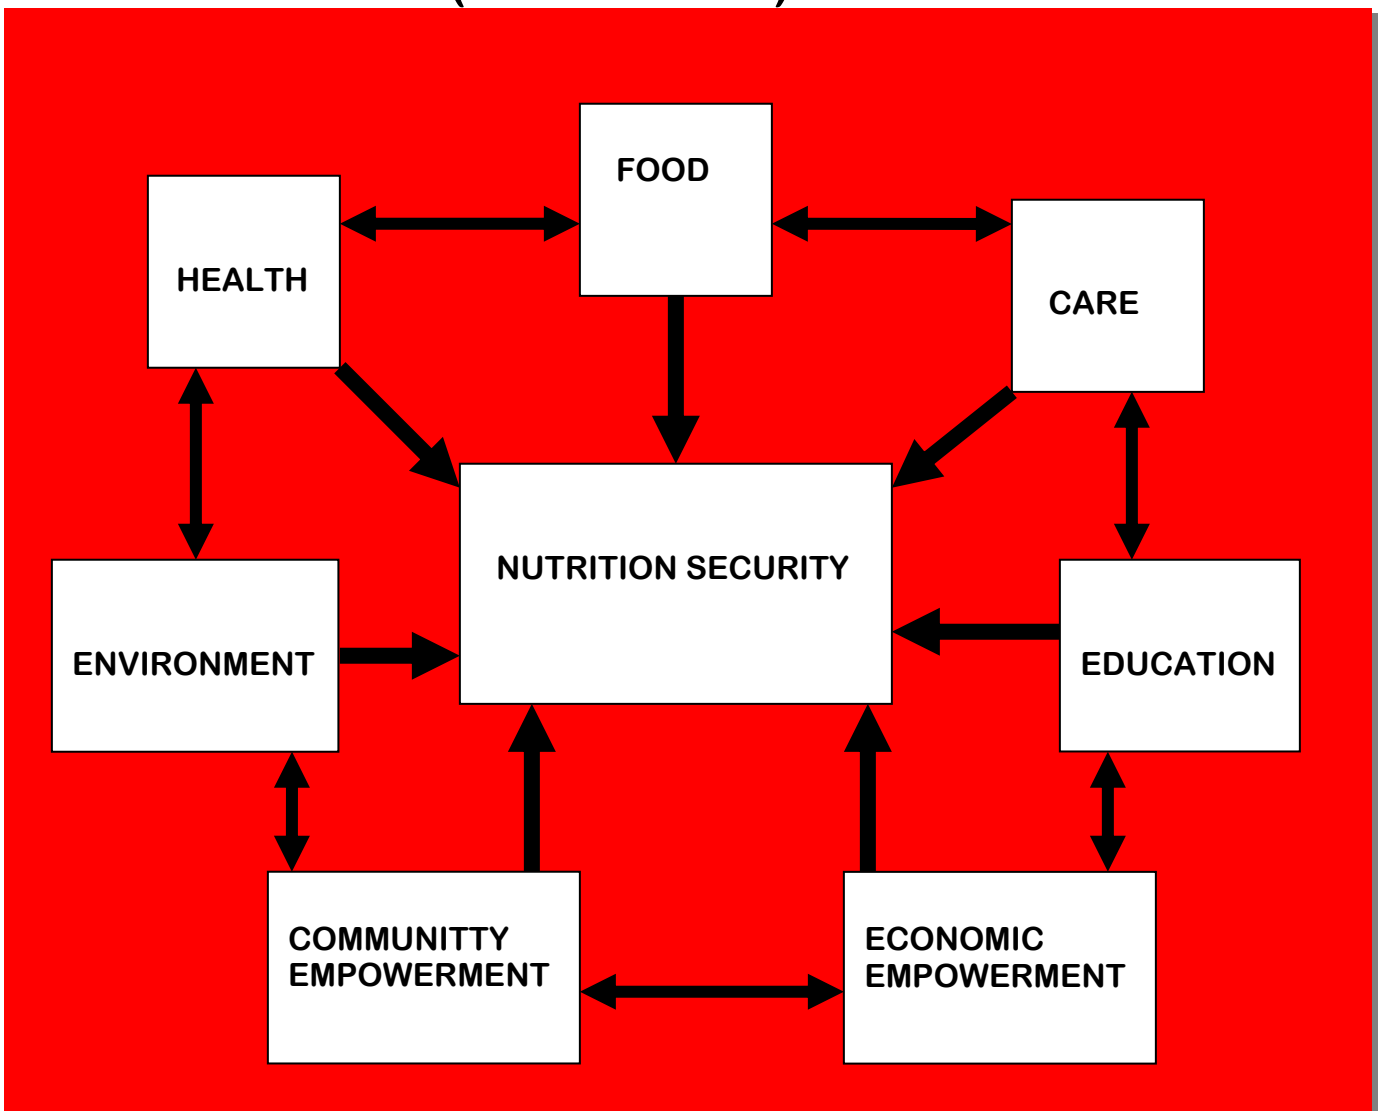 FOOD
HEALTH
CARE
NUTRITION SECURITY
ENVIRONMENT
EDUCATION
COMMUNITTY
EMPOWERMENT
ECONOMIC
EMPOWERMENT